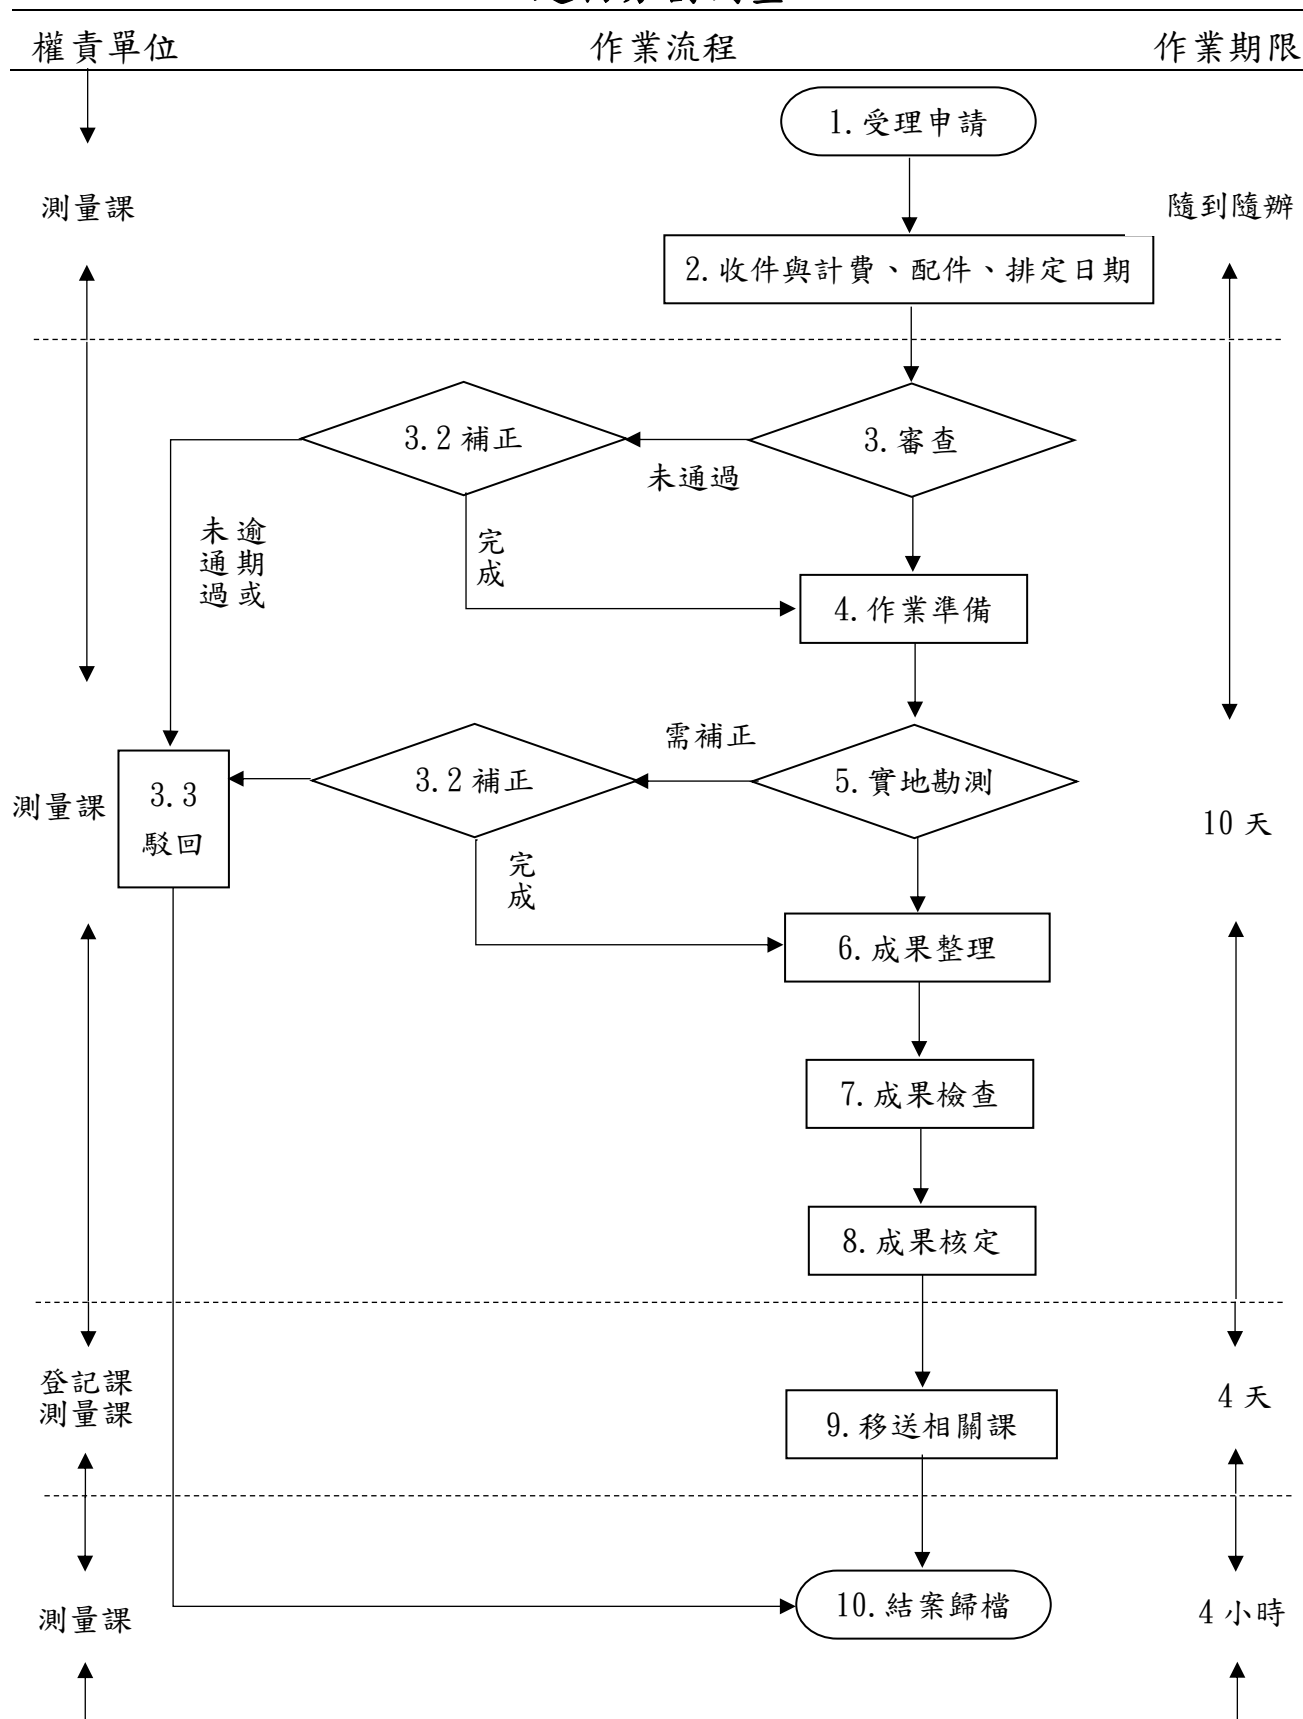 權責單位
作業流程
作業期限
1.受理申請
測量課
隨到隨辦
2.收件與計費、配件、排定日期
3.2補正
3.審查
未通過
未通過或
逾期
完成
4.作業準備
需補正
測量課
3.3
駁回
3.2補正
5.實地勘測
10天
完成
6.成果整理
7.成果檢查
8.成果核定
登記課
測量課
9.移送相關課
4天
測量課
10.結案歸檔
4小時